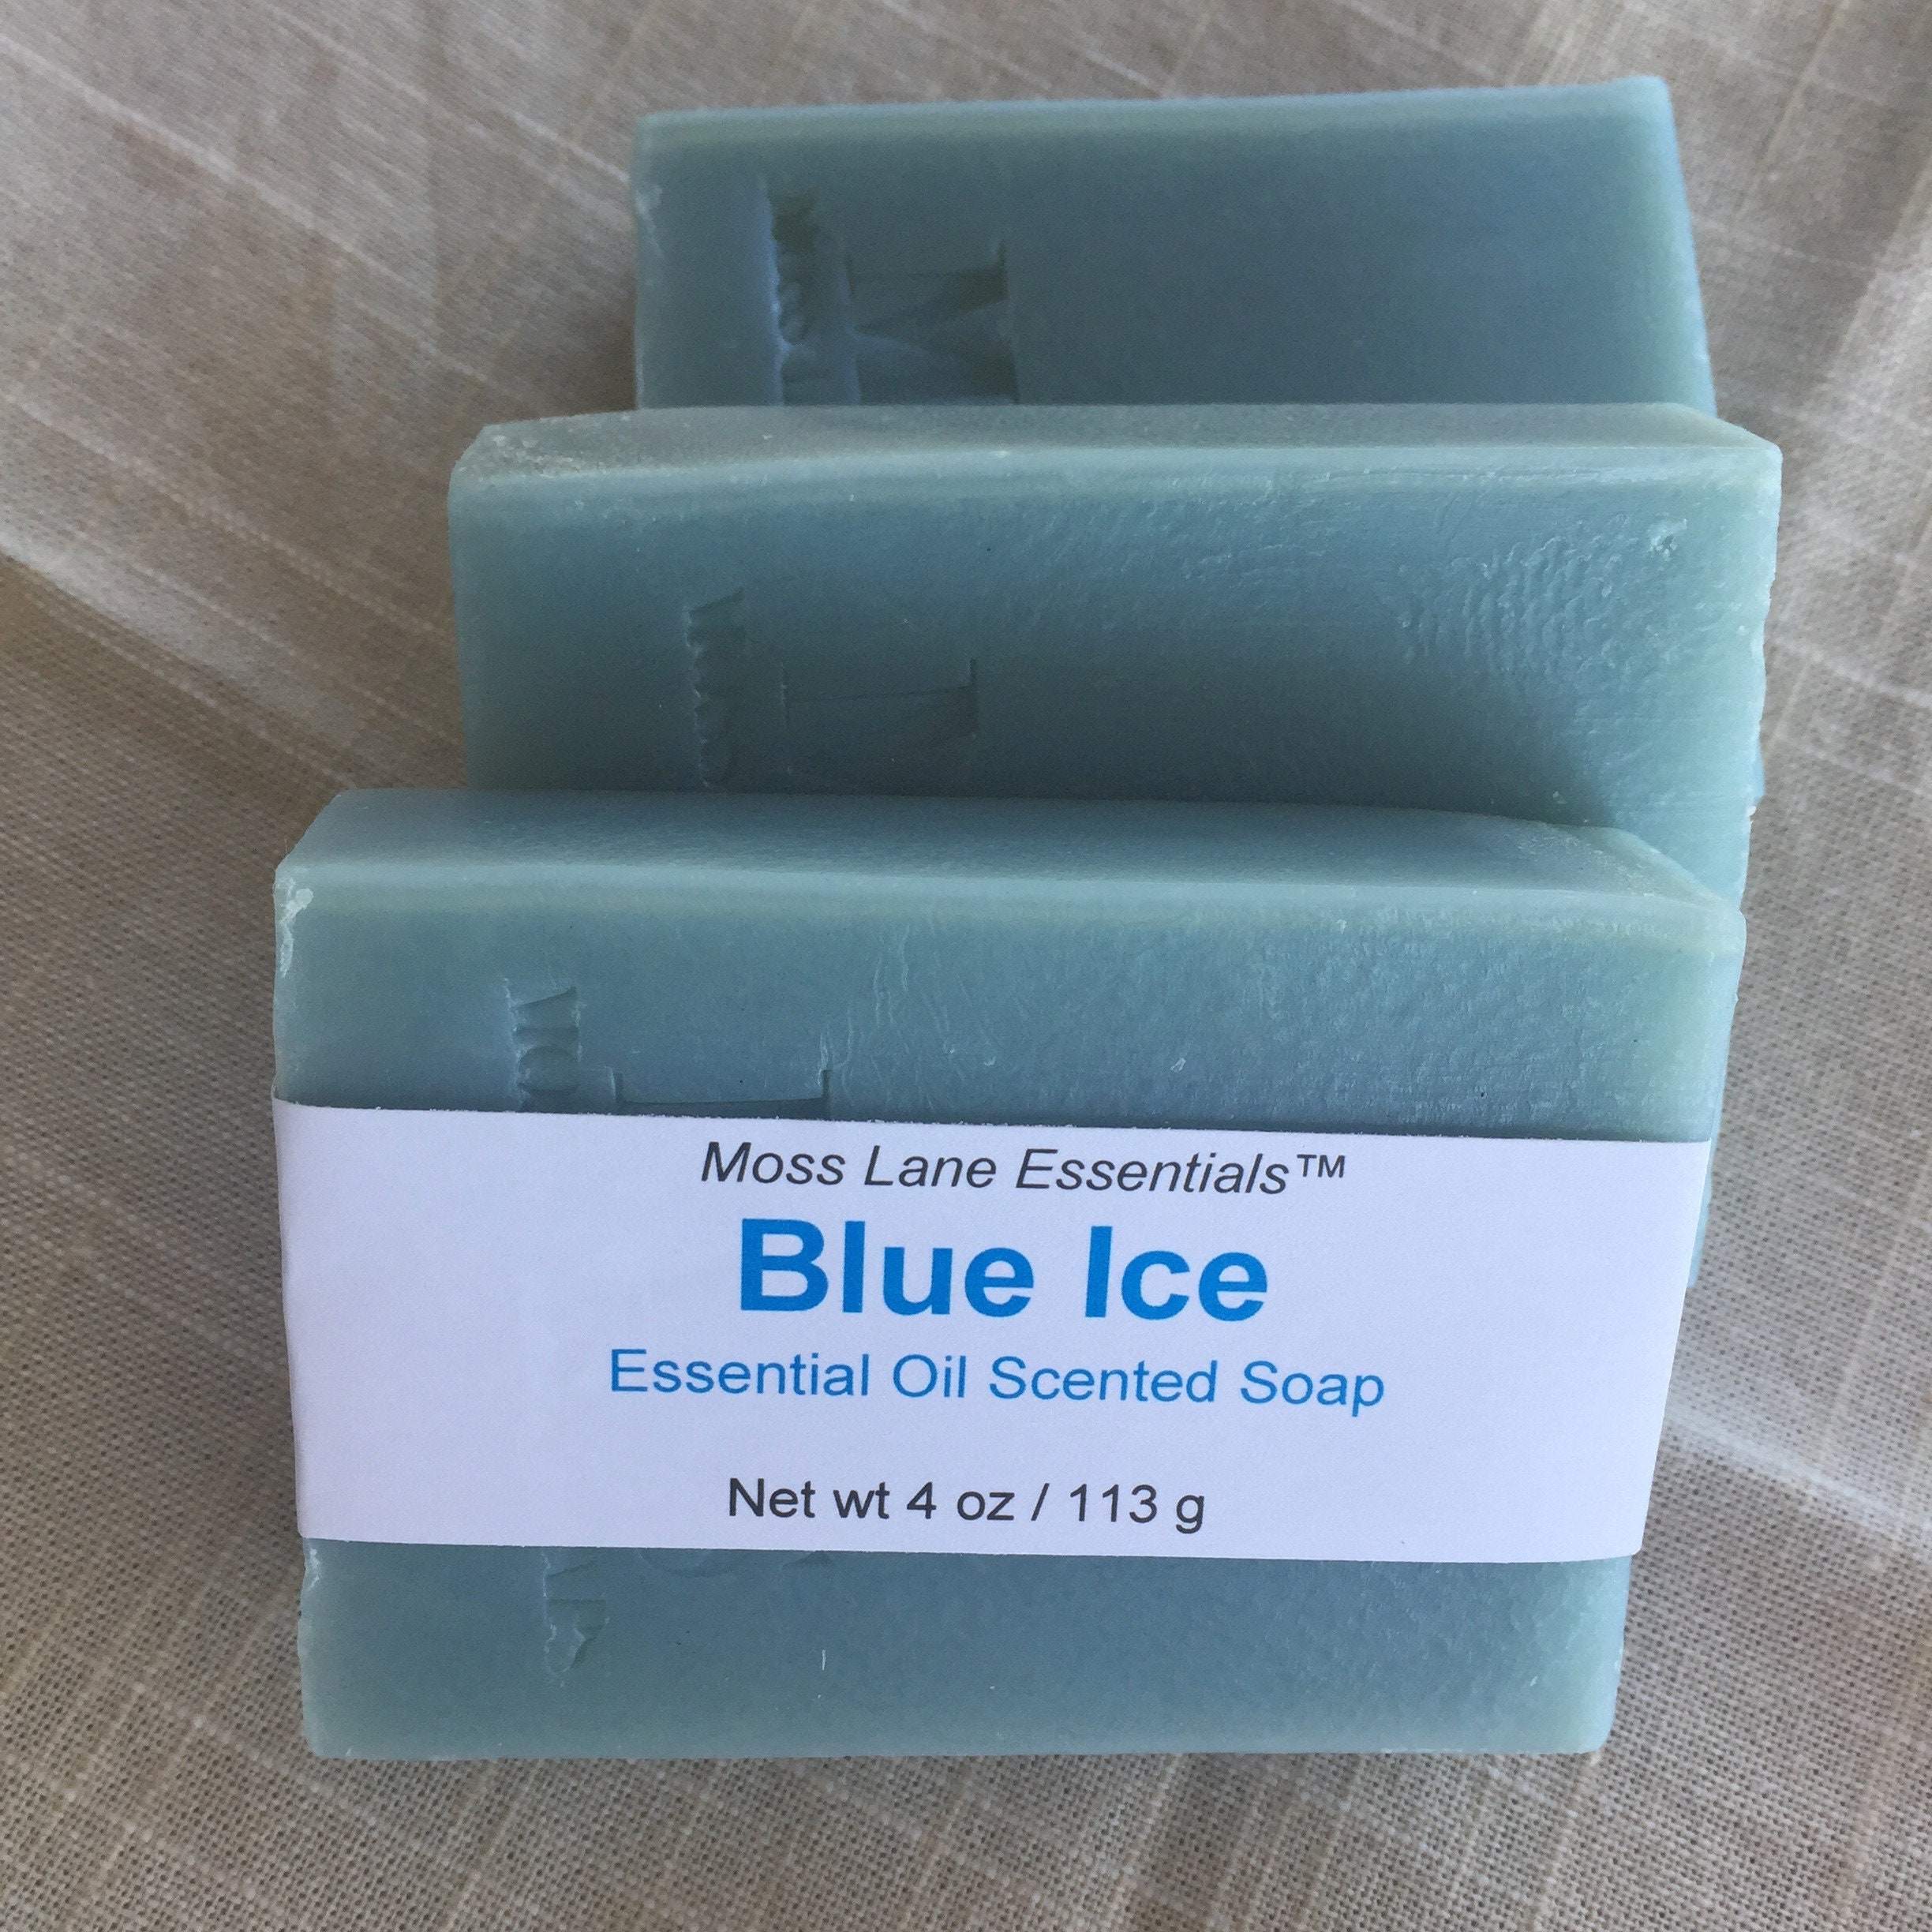 Moss Lane Essentials™
Blue Ice
Essential Oil Scented Soap
Net wt 4 oz / 113 g